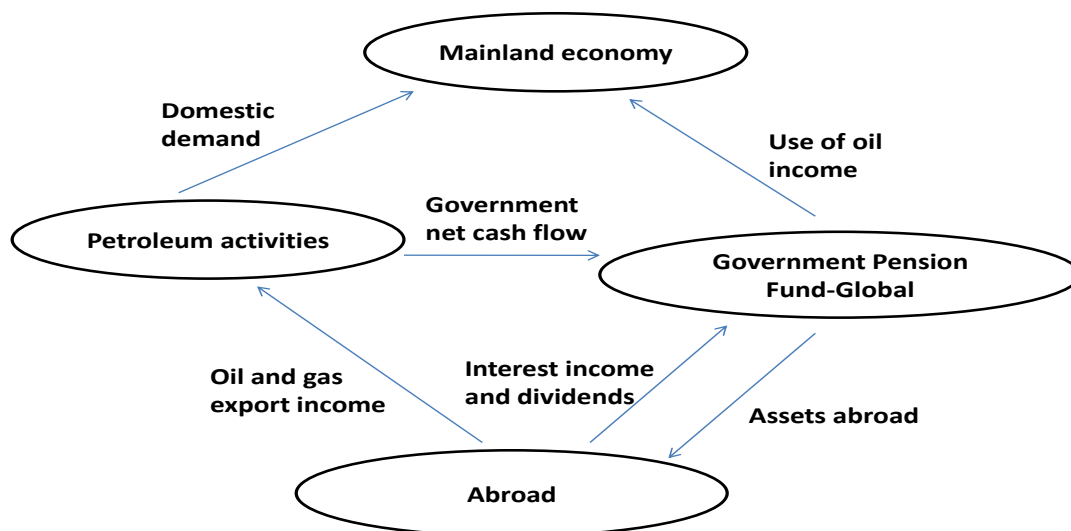 Mainland economy
Domestic
demand
Use of oil
income
Government
net cash flow
Petroleum activities
Government Pension
Fund-Global
Oil and gas
export income
Interest income
and dividends
Assets abroad
Abroad